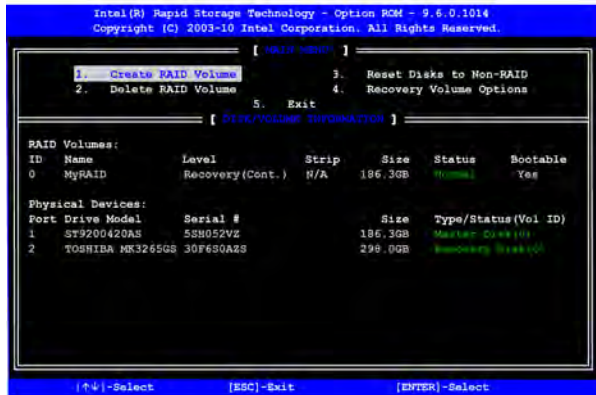 Intel(R) Rapid Storage Technology - Option ROM - 9.6.0.1014
Copyright (C) 2003-10 Intel Corporation. All Rights Reserved.
[ MAIN MENU ]
1. Create RAID Volume 3. Reset Disks to Non-RAID
2. Delete RAID Volume 4. Recovery Volume Options
5. Exit
[ DISK/VOLUME INFORMATION ]
RAID Volumes:
ID Name Level Strip Size Status Bootable
0 MyRAID Recovery(Cont.) N/A 186.3GB Normal Yes
Physical Devices:
Port Drive Model Serial # Size Type/Status(Vol ID)
1 ST9200420AS 5SH052VZ 186.3GB Master Disk(0)
2 TOSHIBA MK3265GS 30F6S0AZS 298.0GB Recovery Disk(0)
[↑↓]-Select [ESC]-Exit [ENTER]-Select